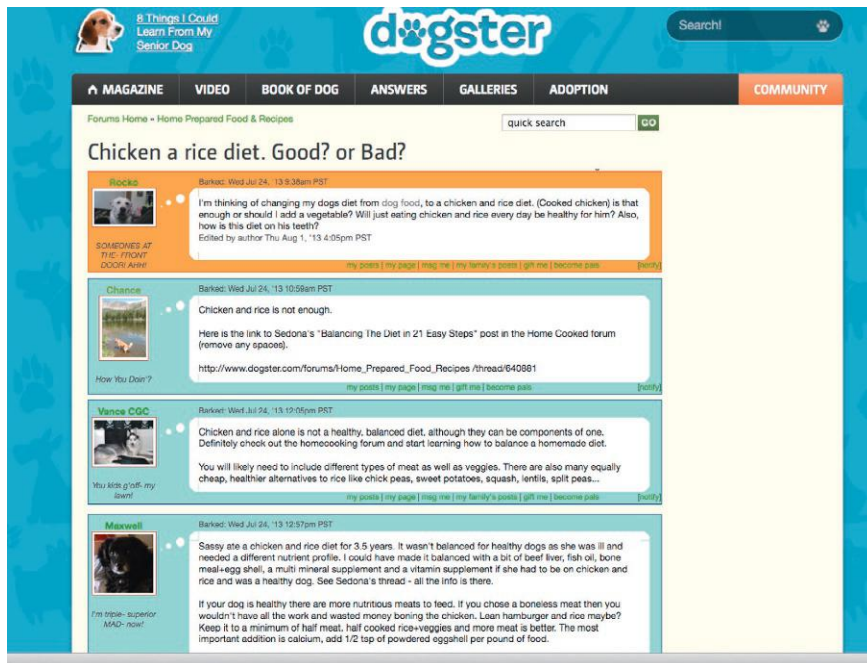 8 Things I Could
Learn From My
Senior Dog
dogster
Search!
MAGAZINE VIDEO BOOK OF DOG ANSWERS GALLERIES ADOPTION COMMUNITY
Forums Home » Home Prepared Food & Recipes
quick search GO
Chicken a rice diet. Good? or Bad?
Rocko
Barked: Wed Jul 24, '13 9:38am PST
I'm thinking of changing my dogs diet from dog food, to a chicken and rice diet. (Cooked chicken) is that
enough or should I add a vegetable? Will just eating chicken and rice every day be healthy for him? Also,
how is this diet on his teeth?
Edited by author Thu Aug 1, '13 4:05pm PST
SOMEONES AT
THE- FRONT
DOOR! AHH!
my posts | my page | msg me | my family's posts | gift me | become pals [notify]
Chance
Barked: Wed Jul 24, '13 10:59am PST
Chicken and rice is not enough.
Here is the link to Sedona's "Balancing The Diet in 21 Easy Steps" post in the Home Cooked forum
(remove any spaces).
http://www.dogster.com/forums/Home_Prepared_Food_Recipes /thread/640881
How You Doin'?
my posts | my page | msg me | gift me | become pals [notify]
Vance CGC
Barked: Wed Jul 24, '13 12:05pm PST
Chicken and rice alone is not a healthy, balanced diet, although they can be components of one.
Definitely check out the homecooking forum and start learning how to balance a homemade diet.
You will likely need to include different types of meat as well as veggies. There are also many equally
cheap, healthier alternatives to rice like chick peas, sweet potatoes, squash, lentils, split peas...
You kids g'off- my
lawn!
my posts | my page | msg me | my family's posts | gift me | become pals [notify]
Maxwell
Barked: Wed Jul 24, '13 12:57pm PST
Sassy ate a chicken and rice diet for 3.5 years. It wasn't balanced for healthy dogs as she was ill and
needed a different nutrient profile. I could have made it balanced with a bit of beef liver, fish oil, bone
meal+egg shell, a multi mineral supplement and a vitamin supplement if she had to be on chicken and
rice and was a healthy dog. See Sedona's thread - all the info is there.
I'm triple- superior
MAD- now!
If your dog is healthy there are more nutritious meats to feed. If you chose a boneless meat then you
wouldn't have all the work and wasted money boning the chicken. Lean hamburger and rice maybe?
Keep it to a minimum of half meat, half cooked rice+veggies and more meat is better. The most
important addition is calcium, add 1/2 tsp of powdered eggshell per pound of food.